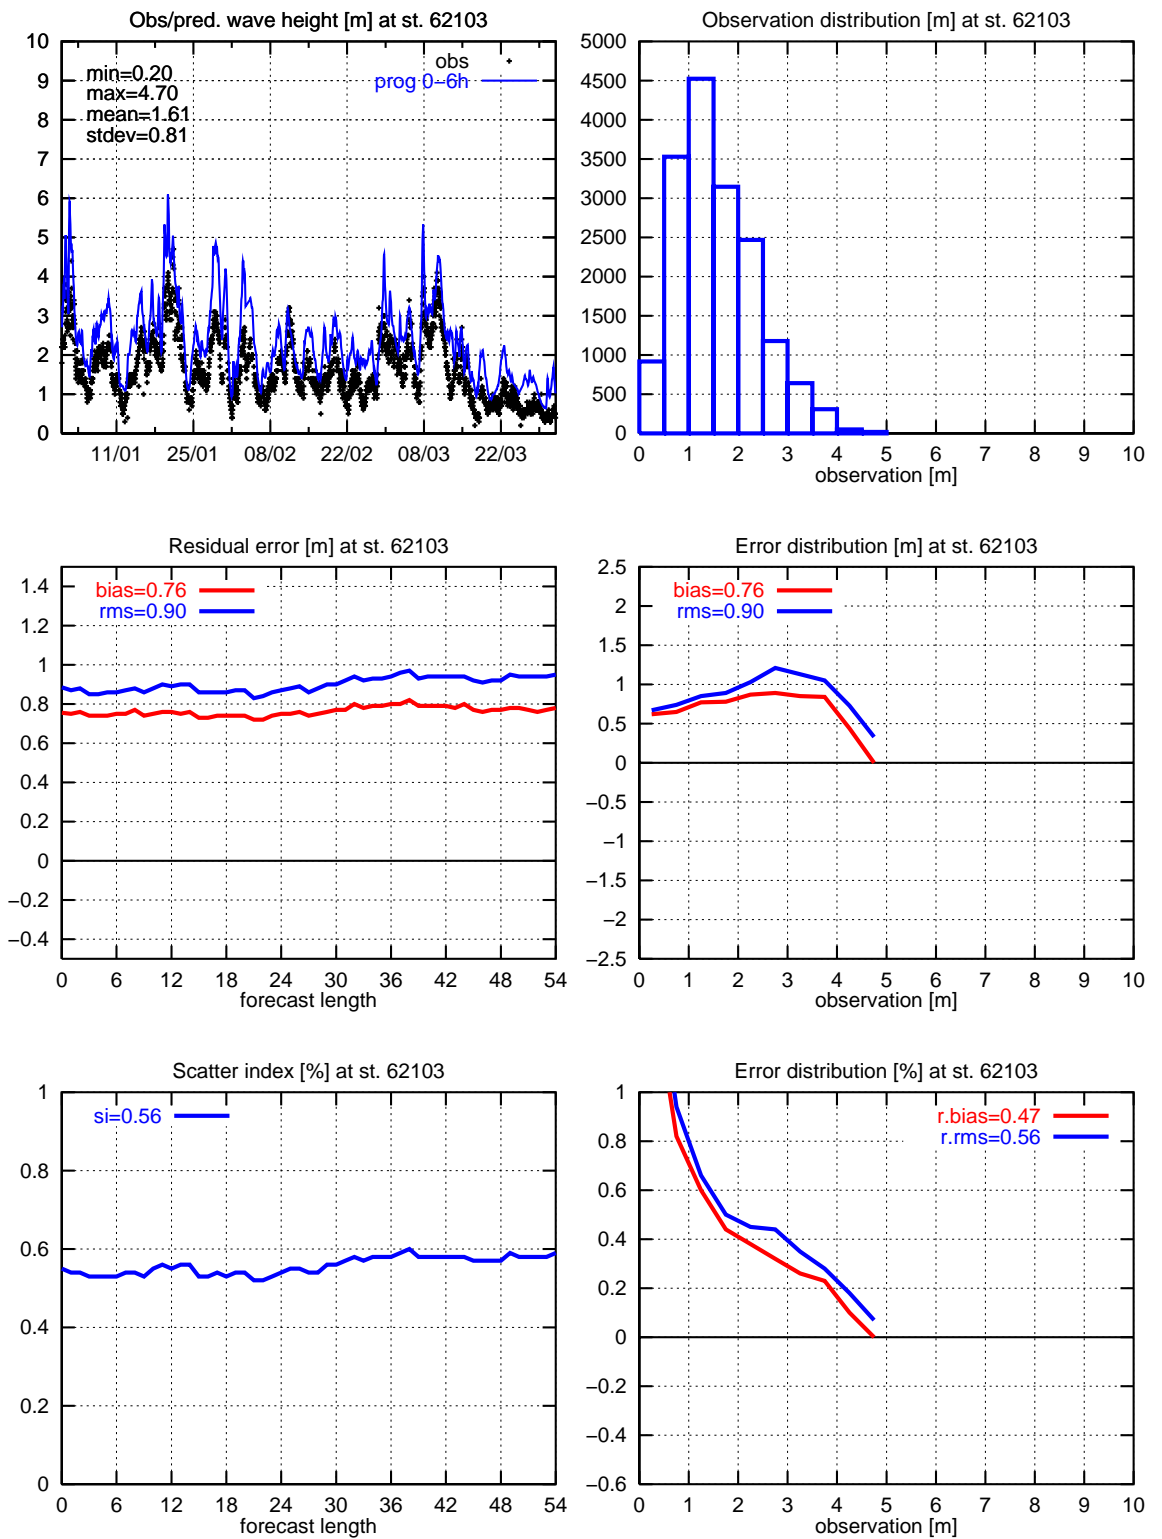 Obs/pred. wave height [m] at st. 62103
10
9
8
7
6
5
4
3
2
1
0
min=0.20
max=4.70
mean=1.61
stdev=0.81
obs
prog 0−6h
11/01 25/01 08/02 22/02 08/03 22/03
Observation distribution [m] at st. 62103
5000
4500
4000
3500
3000
2500
2000
1500
1000
500
0
0 1 2 3 4 5 6 7 8 9 10
observation [m]
Residual error [m] at st. 62103
1.4
1.2
1
0.8
0.6
0.4
0.2
0
−0.2
−0.4
bias=0.76
rms=0.90
0 6 12 18 24 30 36 42 48 54
forecast length
Error distribution [m] at st. 62103
2.5
2
1.5
1
0.5
0
−0.5
−1
−1.5
−2
−2.5
bias=0.76
rms=0.90
0 1 2 3 4 5 6 7 8 9 10
observation [m]
Scatter index [%] at st. 62103
1
0.8
0.6
0.4
0.2
0
si=0.56
0 6 12 18 24 30 36 42 48 54
forecast length
Error distribution [%] at st. 62103
1
0.8
0.6
0.4
0.2
0
−0.2
−0.4
−0.6
r.bias=0.47
r.rms=0.56
0 1 2 3 4 5 6 7 8 9 10
observation [m]